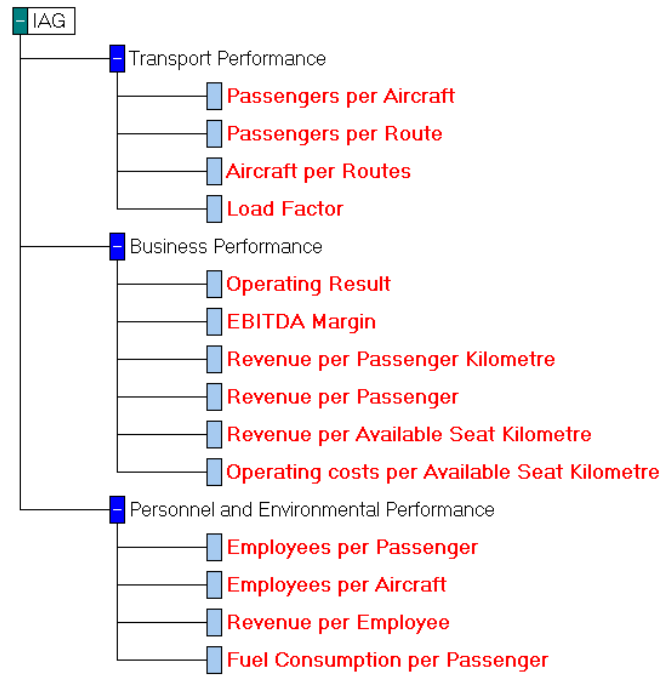 IAG
Transport Performance
Passengers per Aircraft
Passengers per Route
Aircraft per Routes
Load Factor
Business Performance
Operating Result
EBITDA Margin
Revenue per Passenger Kilometre
Revenue per Passenger
Revenue per Available Seat Kilometre
Operating costs per Available Seat Kilometre
Personnel and Environmental Performance
Employees per Passenger
Employees per Aircraft
Revenue per Employee
Fuel Consumption per Passenger